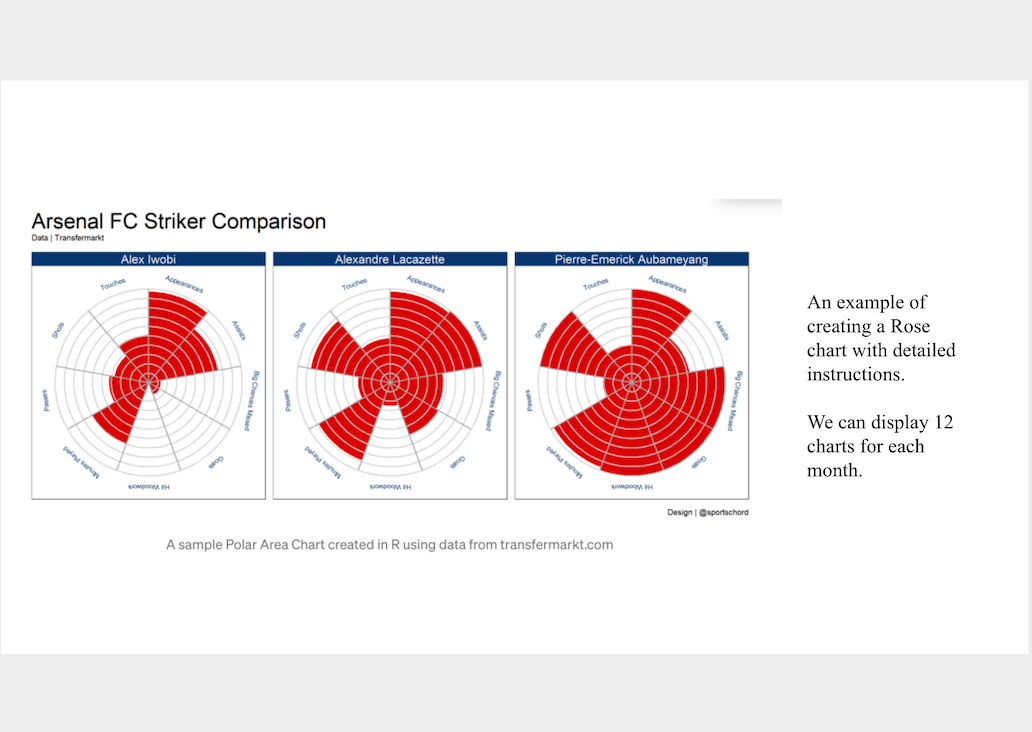 Arsenal FC Striker Comparison
Data | Transfermarkt
Alex Iwobi
Touches
Appearances
Assists
Big Chances Missed
Goals
Hit Woodwork
Minutes Played
Passes
Shots
Alexandre Lacazette
Touches
Appearances
Assists
Big Chances Missed
Goals
Hit Woodwork
Minutes Played
Passes
Shots
Pierre-Emerick Aubameyang
Touches
Appearances
Assists
Big Chances Missed
Goals
Hit Woodwork
Minutes Played
Passes
Shots
Design | @sportschord
A sample Polar Area Chart created in R using data from transfermarkt.com
An example of
creating a Rose
chart with detailed
instructions.
We can display 12
charts for each
month.